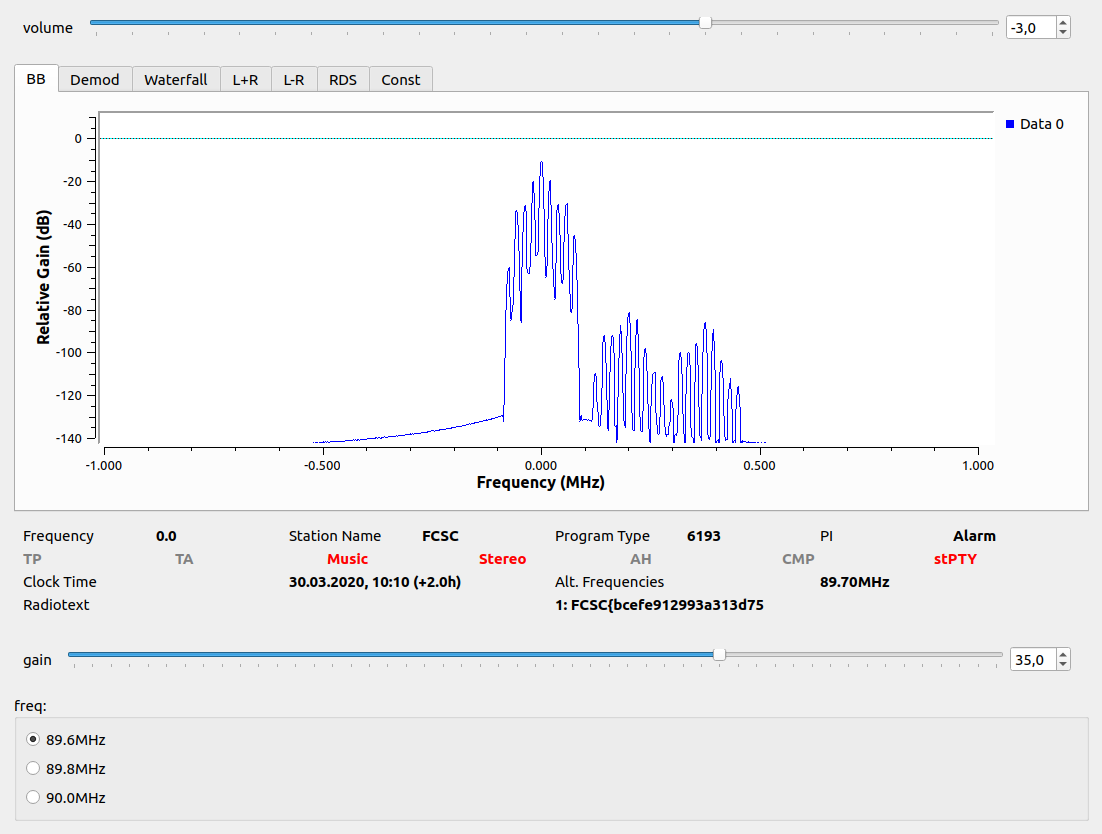 volume -3,0
BB Demod Waterfall L+R L-R RDS Const
Data 0
0
-20
-40
-60
-80
-100
-120
-140
Relative Gain (dB)
-1.000 -0.500 0.000 0.500 1.000
Frequency (MHz)
Frequency 0.0 Station Name FCSC Program Type 6193 PI Alarm
TP TA Music Stereo AH CMP stPTY
Clock Time 30.03.2020, 10:10 (+2.0h) Alt. Frequencies 89.70MHz
Radiotext 1: FCSC{bcefe912993a313d75
gain 35,0
freq:
89.6MHz
89.8MHz
90.0MHz